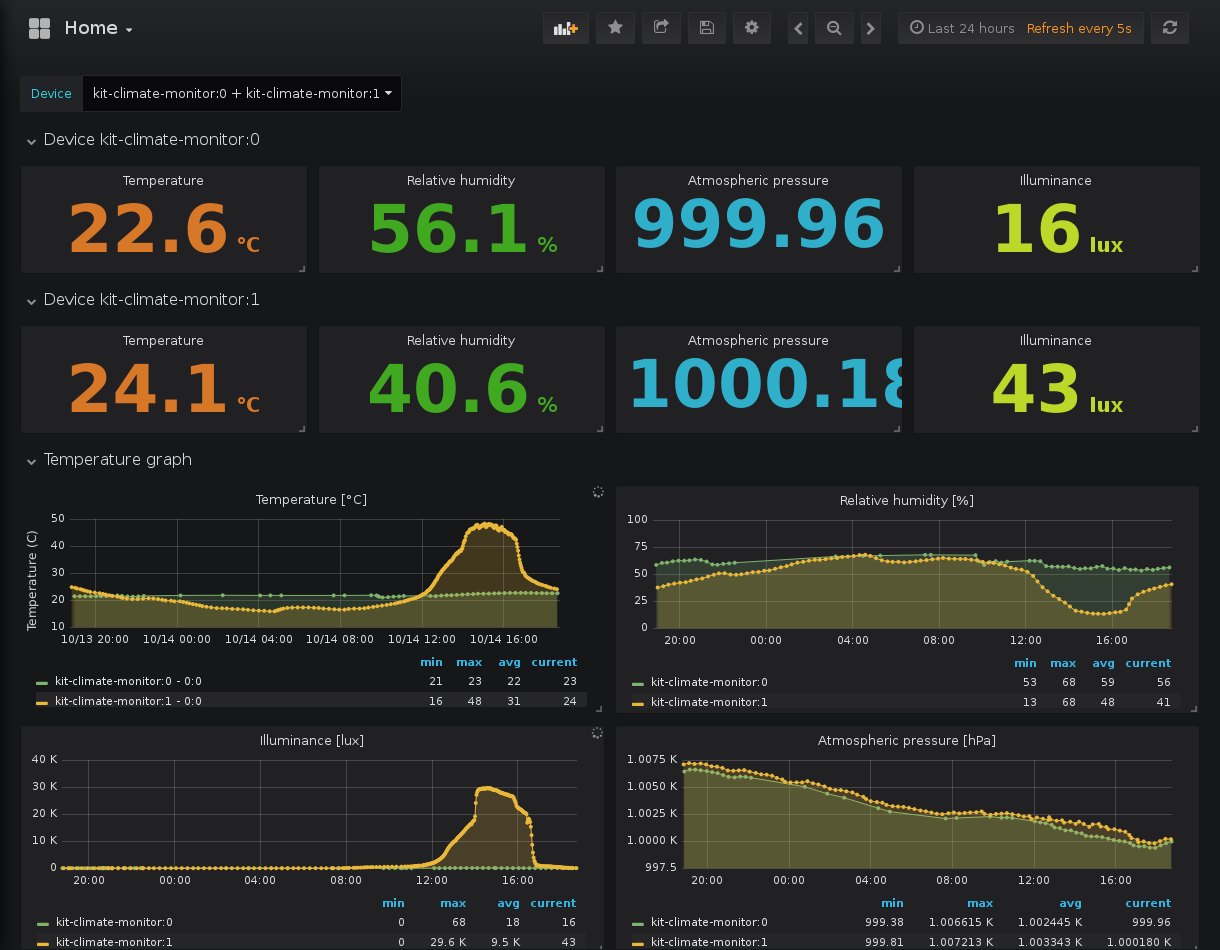 Home
Last 24 hours Refresh every 5s
Device kit-climate-monitor:0 + kit-climate-monitor:1
Device kit-climate-monitor:0
Temperature Relative humidity Atmospheric pressure Illuminance
22.6 °C 56.1 % 999.96 16 lux
Device kit-climate-monitor:1
Temperature Relative humidity Atmospheric pressure Illuminance
24.1 °C 40.6 % 1000.18 43 lux
Temperature graph
Temperature [°C]
Temperature (C)
50
40
30
20
10
10/13 20:00 10/14 00:00 10/14 04:00 10/14 08:00 10/14 12:00 10/14 16:00
min max avg current
kit-climate-monitor:0 - 0:0 21 23 22 23
kit-climate-monitor:1 - 0:0 16 48 31 24
Relative humidity [%]
100
75
50
25
0
20:00 00:00 04:00 08:00 12:00 16:00
min max avg current
kit-climate-monitor:0 53 68 59 56
kit-climate-monitor:1 13 68 48 41
Illuminance [lux]
40 K
30 K
20 K
10 K
0
20:00 00:00 04:00 08:00 12:00 16:00
min max avg current
kit-climate-monitor:0 0 68 18 16
kit-climate-monitor:1 0 29.6 K 9.5 K 43
Atmospheric pressure [hPa]
1.0075 K
1.0050 K
1.0025 K
1.0000 K
997.5
20:00 00:00 04:00 08:00 12:00 16:00
min max avg current
kit-climate-monitor:0 999.38 1.006615 K 1.002445 K 999.96
kit-climate-monitor:1 999.81 1.007213 K 1.003343 K 1.000180 K